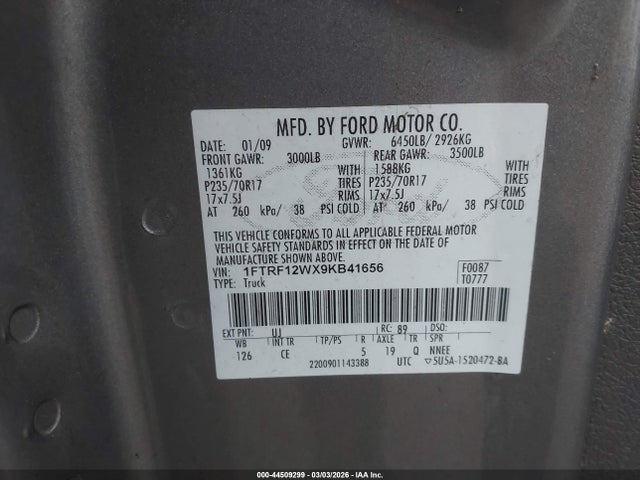 MFD. BY FORD MOTOR CO.
DATE: 01/09 GVWR: 6450LB/ 2926KG
FRONT GAWR: 3000LB REAR GAWR: 3500LB
1361KG WITH 1588KG WITH
P235/70R17 TIRES P235/70R17 TIRES
17x7.5J RIMS 17x7.5J RIMS
AT 260 kPa/ 38 PSI COLD AT 260 kPa/ 38 PSI COLD
THIS VEHICLE CONFORMS TO ALL APPLICABLE FEDERAL MOTOR
VEHICLE SAFETY STANDARDS IN EFFECT ON THE DATE OF
MANUFACTURE SHOWN ABOVE.
VIN: 1FTRF12WX9KB41656 F0087
TYPE: Truck T0777
EXT PNT: UJ RC: 89 DSO:
WB INT TR TP/PS R AXLE TR SPR
126 CE 5 19 Q NNEE
2200901143388 UTC ▽5U5A-1520472-BA
000-44509299 - 03/03/2026 - IAA Inc.